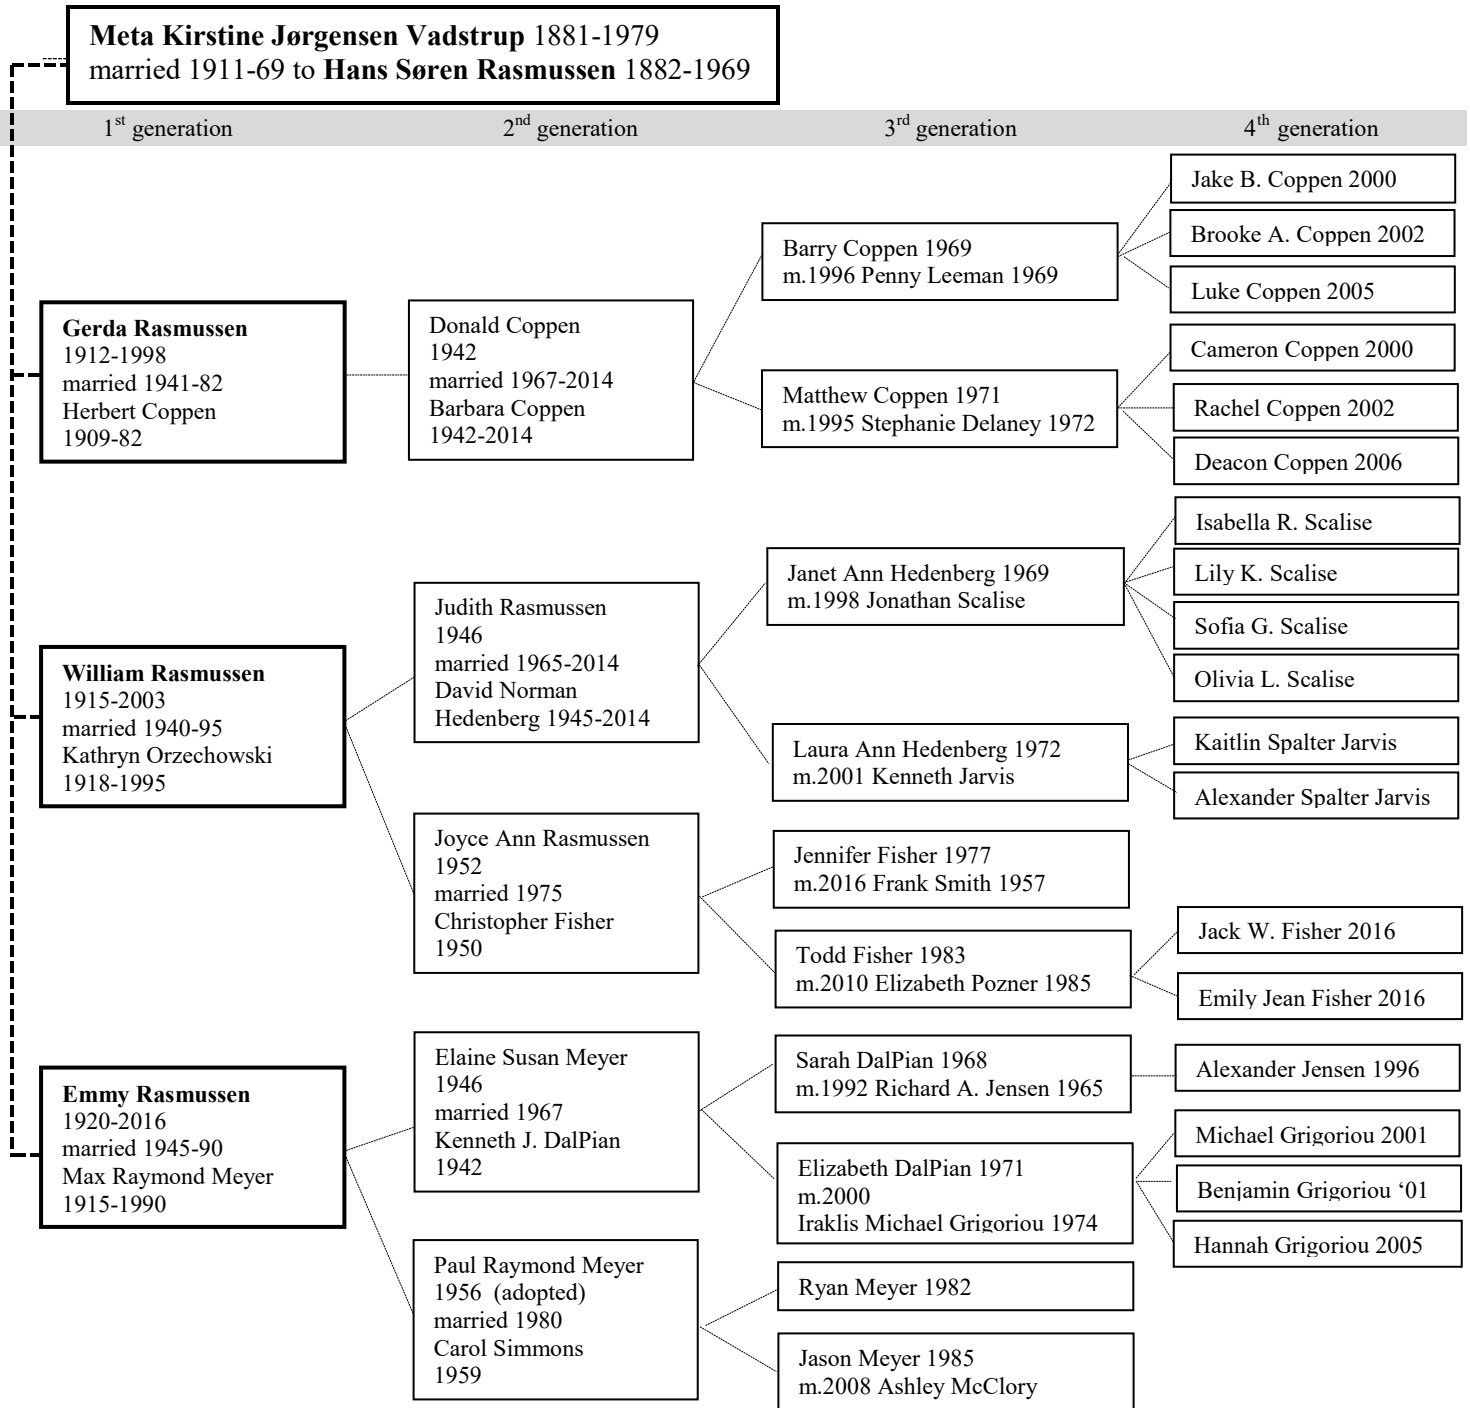 Meta Kirstine Jørgensen Vadstrup 1881-1979
married 1911-69 to Hans Søren Rasmussen 1882-1969
1st generation
2nd generation
3rd generation
4th generation
Gerda Rasmussen
1912-1998
married 1941-82
Herbert Coppen
1909-82
Donald Coppen
1942
married 1967-2014
Barbara Coppen
1942-2014
Barry Coppen 1969
m.1996 Penny Leeman 1969
Jake B. Coppen 2000
Brooke A. Coppen 2002
Luke Coppen 2005
Matthew Coppen 1971
m.1995 Stephanie Delaney 1972
Cameron Coppen 2000
Rachel Coppen 2002
Deacon Coppen 2006
William Rasmussen
1915-2003
married 1940-95
Kathryn Orzechowski
1918-1995
Judith Rasmussen
1946
married 1965-2014
David Norman
Hedenberg 1945-2014
Janet Ann Hedenberg 1969
m.1998 Jonathan Scalise
Isabella R. Scalise
Lily K. Scalise
Sofia G. Scalise
Olivia L. Scalise
Laura Ann Hedenberg 1972
m.2001 Kenneth Jarvis
Kaitlin Spalter Jarvis
Alexander Spalter Jarvis
Joyce Ann Rasmussen
1952
married 1975
Christopher Fisher
1950
Jennifer Fisher 1977
m.2016 Frank Smith 1957
Todd Fisher 1983
m.2010 Elizabeth Pozner 1985
Jack W. Fisher 2016
Emily Jean Fisher 2016
Emmy Rasmussen
1920-2016
married 1945-90
Max Raymond Meyer
1915-1990
Elaine Susan Meyer
1946
married 1967
Kenneth J. DalPian
1942
Sarah DalPian 1968
m.1992 Richard A. Jensen 1965
Alexander Jensen 1996
Elizabeth DalPian 1971
m.2000
Iraklis Michael Grigoriou 1974
Michael Grigoriou 2001
Benjamin Grigoriou ‘01
Hannah Grigoriou 2005
Paul Raymond Meyer
1956 (adopted)
married 1980
Carol Simmons
1959
Ryan Meyer 1982
Jason Meyer 1985
m.2008 Ashley McClory